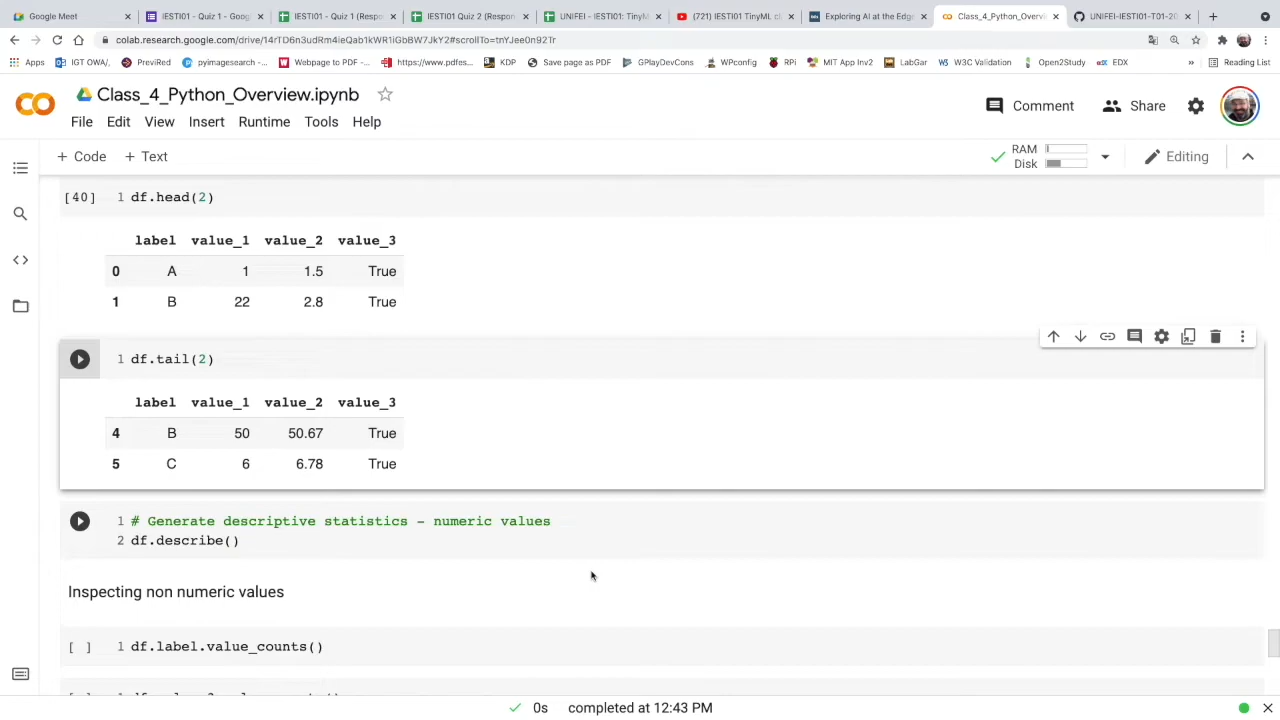 Google Meet
IESTI01 - Quiz 1 - Goog
IESTI01 - Quiz 1 (Respon
IESTI01 Quiz 2 (Respon
UNIFEI - IESTI01: TinyM
(721) IESTI01 TinyML cl
Exploring AI at the Edge
Class_4_Python_Overvi
UNIFEI-IESTI01-T01-20
colab.research.google.com/drive/14rTD6n3udRm4ieQab1kWR1iGbBW7JkY2#scrollTo=tnYJee0n92Tr
Apps
IGT OWA/,
PreviRed
pyimagesearch -...
Webpage to PDF -...
https://www.pdfes...
KDP
Save page as PDF
GPlayDevCons
WPconfig
RPi
MIT App Inv2
LabGar
W3C Validation
Open2Study
EDX
»
Reading List
CO
Class_4_Python_Overview.ipynb
Comment
Share
File
Edit
View
Insert
Runtime
Tools
Help
+ Code
+ Text
RAM
Disk
Editing
[40]
1 df.head(2)
label value_1 value_2 value_3
0 A 1 1.5 True
1 B 22 2.8 True
1 df.tail(2)
label value_1 value_2 value_3
4 B 50 50.67 True
5 C 6 6.78 True
1 # Generate descriptive statistics - numeric values
2 df.describe()
Inspecting non numeric values
[ ] 1 df.label.value_counts()
0s completed at 12:43 PM